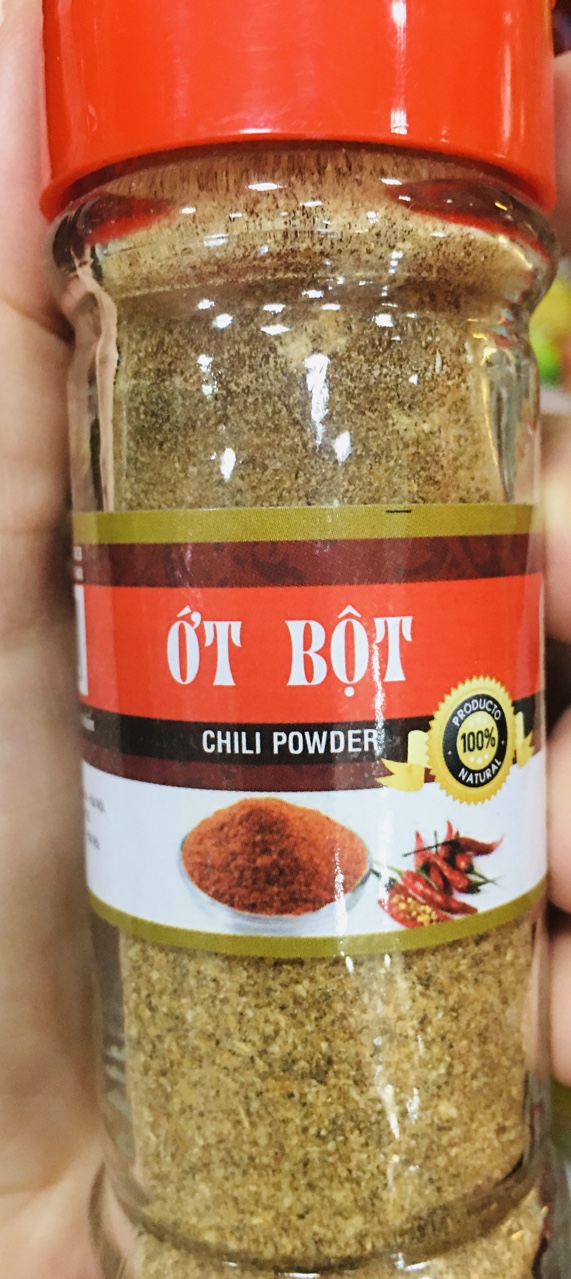 ỚT BỘT
CHILI POWDER
PRODUCTO
100%
NATURAL